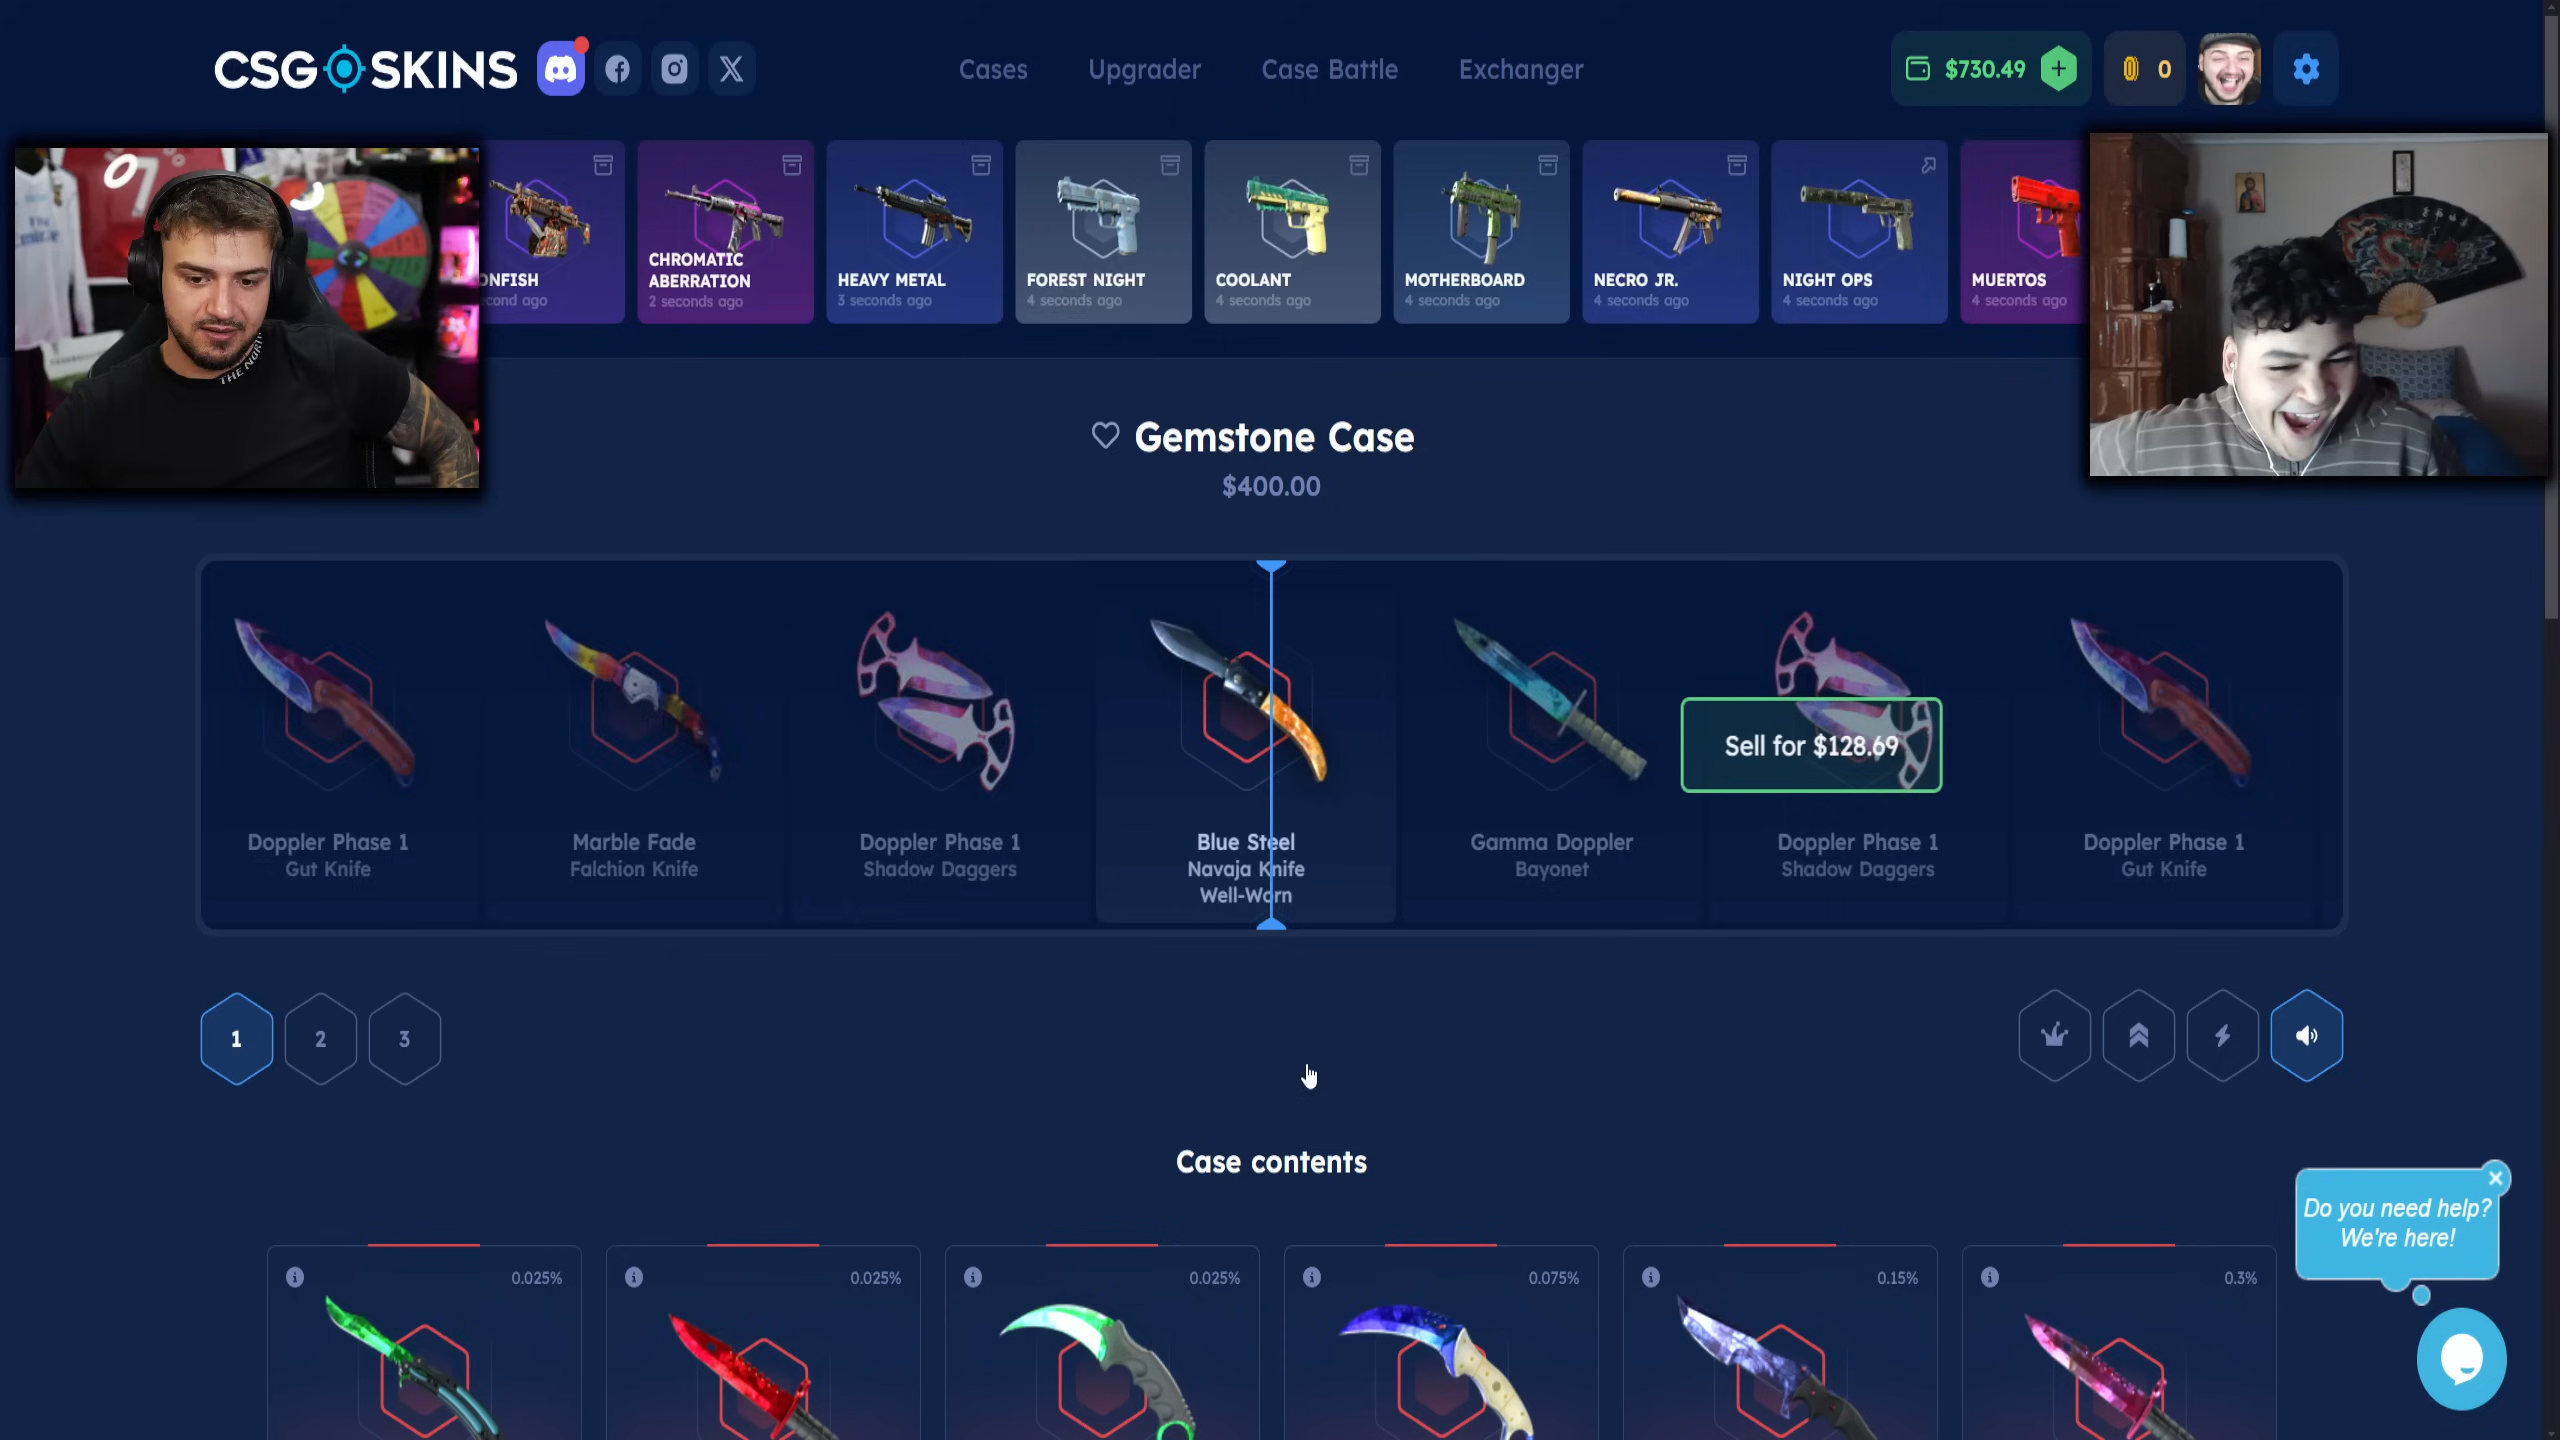 CSGOSKINS
Cases
Upgrader
Case Battle
Exchanger
$730.49
+
0
07
THE NORTH
ONFISH
econd ago
CHROMATIC
ABERRATION
2 seconds ago
HEAVY METAL
3 seconds ago
FOREST NIGHT
4 seconds ago
COOLANT
4 seconds ago
MOTHERBOARD
4 seconds ago
NECRO JR.
4 seconds ago
NIGHT OPS
4 seconds ago
MUERTOS
4 seconds ago
Gemstone Case
$400.00
Doppler Phase 1
Gut Knife
Marble Fade
Falchion Knife
Doppler Phase 1
Shadow Daggers
Blue Steel
Navaja Knife
Well-Worn
Gamma Doppler
Bayonet
Sell for $128.69
Doppler Phase 1
Shadow Daggers
Doppler Phase 1
Gut Knife
1
2
3
Case contents
0.025%
0.025%
0.025%
0.075%
0.15%
0.3%
Do you need help?
We're here!